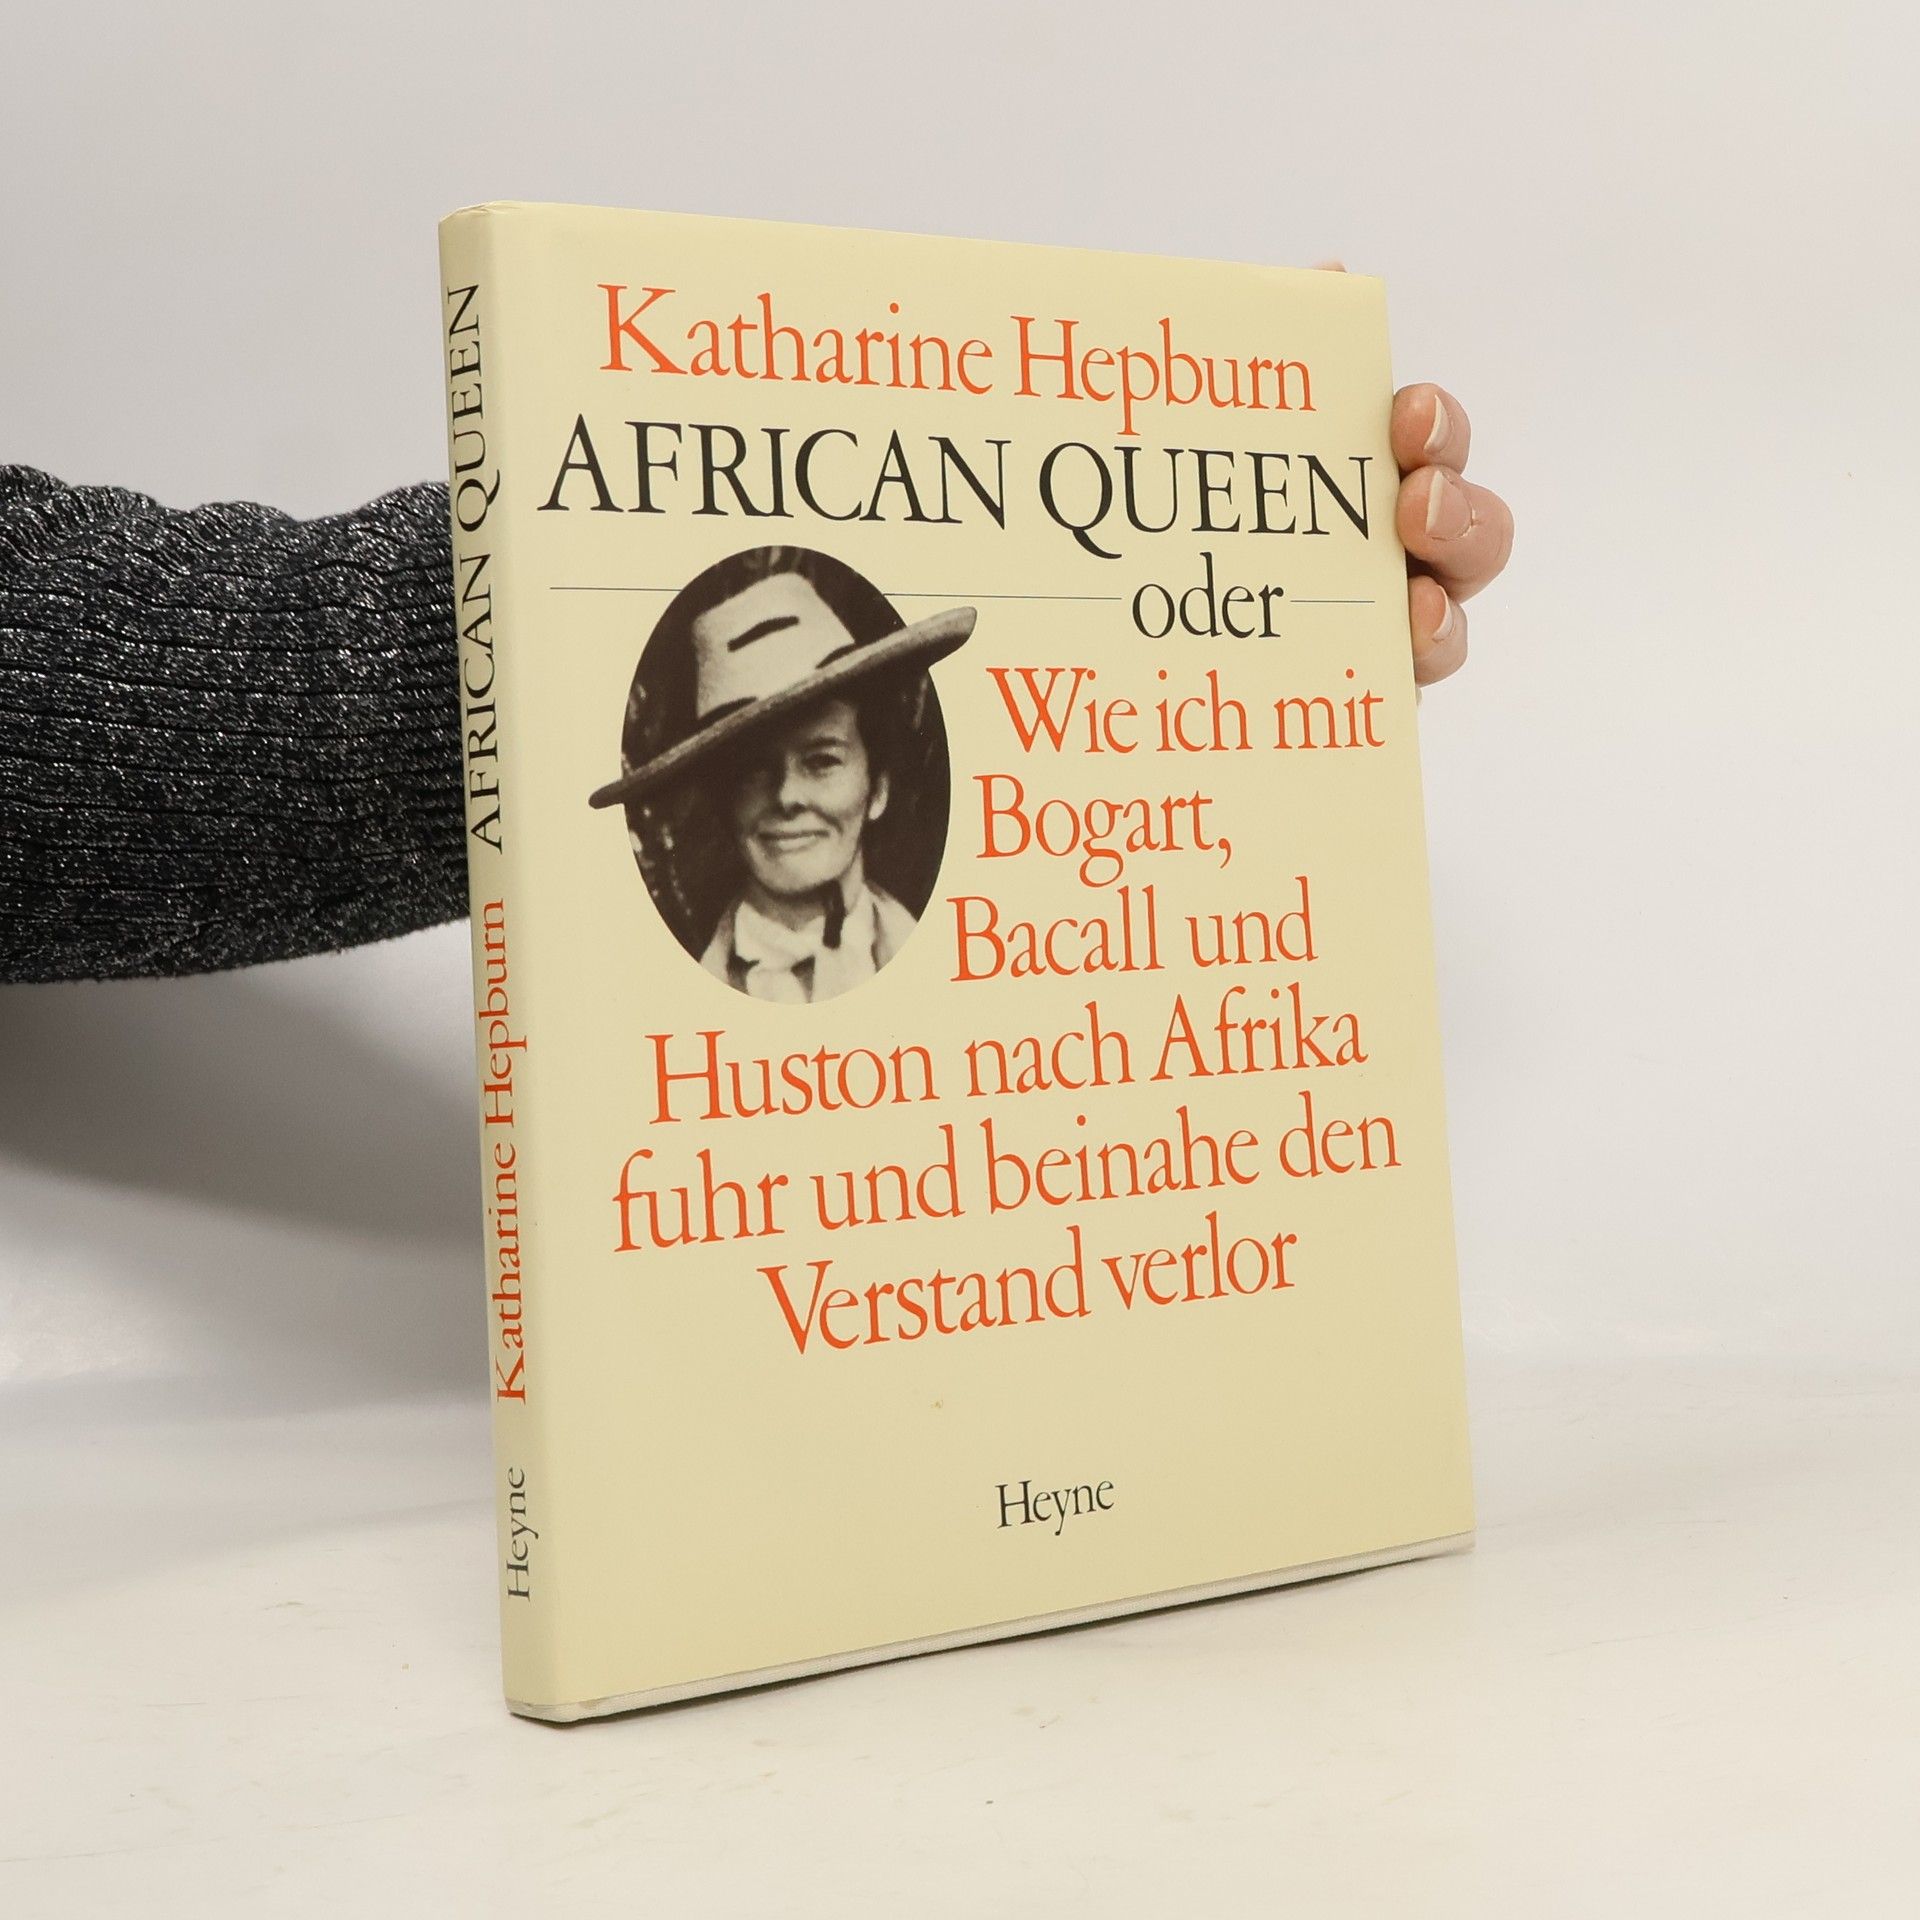 Katharine Hepburn
AFRICAN QUEEN
oder
Wie ich mit
Bogart,
Bacall und
Huston nach Afrika
fuhr und beinahe den
Verstand verlor
Heyne
Heyne Katharine Hepburn AFRICAN QUEEN